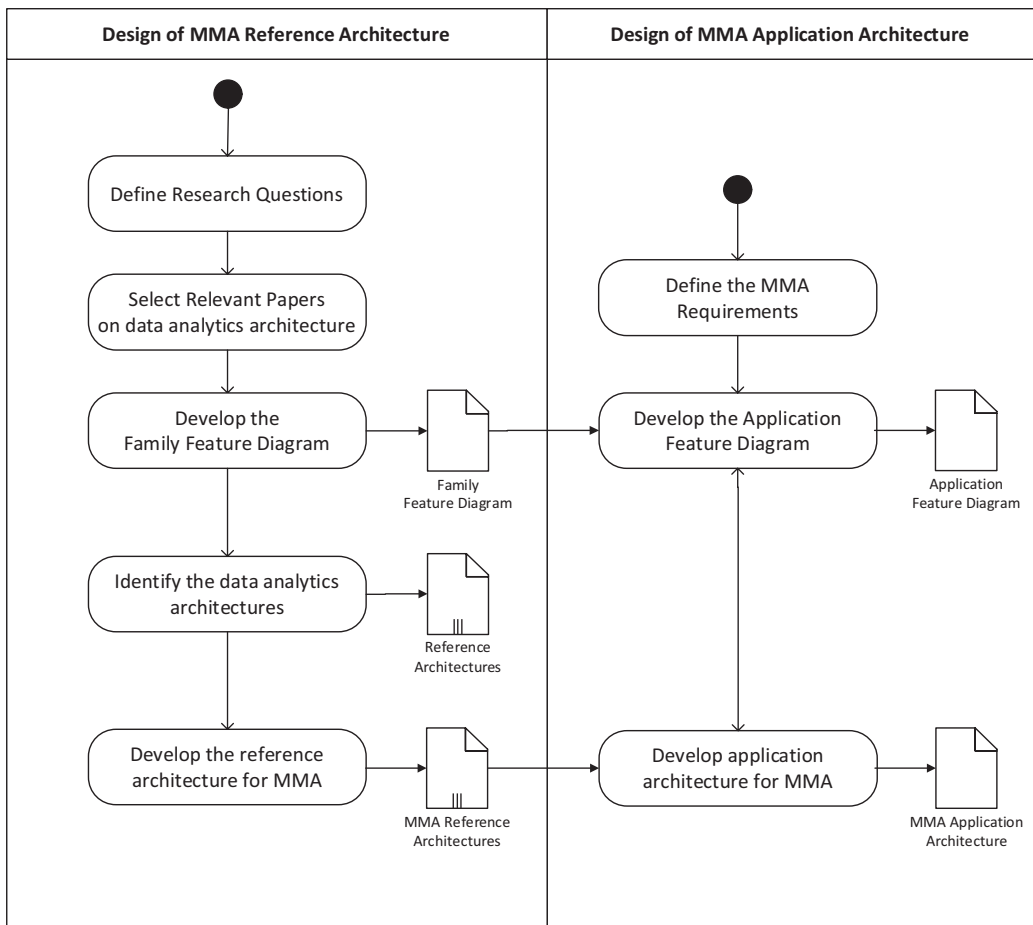 Design of MMA Reference Architecture
Design of MMA Application Architecture
Define Research Questions
Select Relevant Papers
on data analytics architecture
Define the MMA
Requirements
Develop the
Family Feature Diagram
Family
Feature Diagram
Develop the Application
Feature Diagram
Application
Feature Diagram
Identify the data analytics
architectures
Reference
Architectures
Develop the reference
architecture for MMA
MMA Reference
Architectures
Develop application
architecture for MMA
MMA Application
Architecture